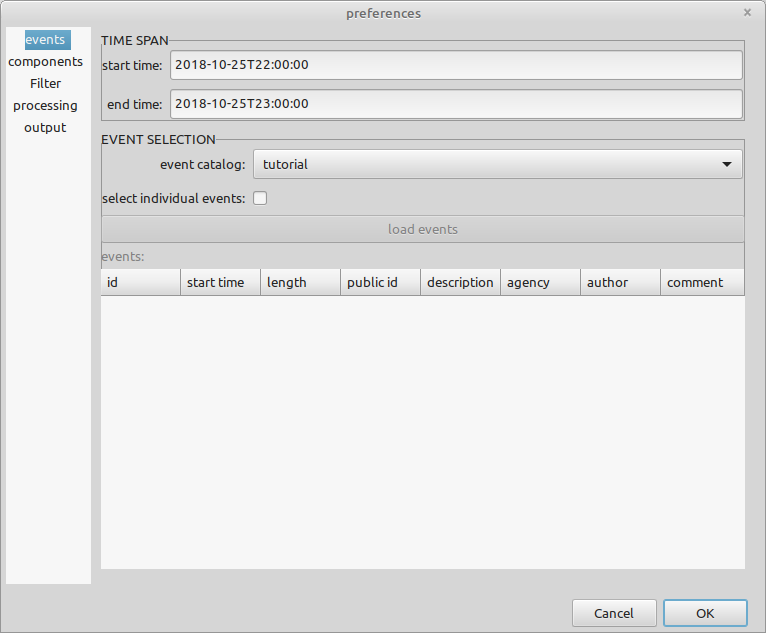 preferences
events
components
Filter
processing
output
TIME SPAN
start time: 2018-10-25T22:00:00
end time: 2018-10-25T23:00:00
EVENT SELECTION
event catalog: tutorial
select individual events:
load events
events:
id start time length public id description agency author comment
Cancel OK